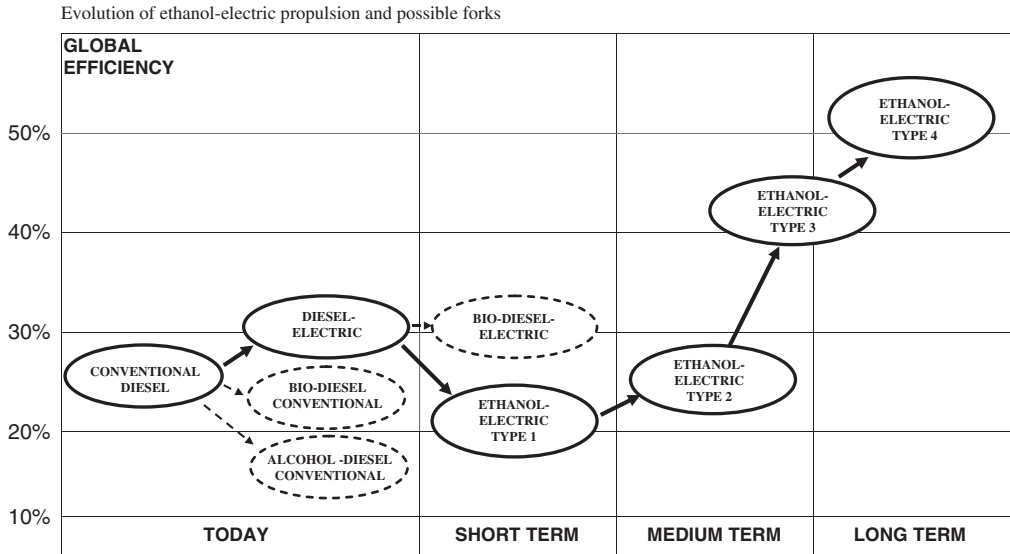 Evolution of ethanol-electric propulsion and possible forks
GLOBAL
EFFICIENCY
50%
40%
30%
20%
10%
ETHANOL-
ELECTRIC
TYPE 4
ETHANOL-
ELECTRIC
TYPE 3
DIESEL-
ELECTRIC
BIO-DIESEL-
ELECTRIC
CONVENTIONAL
DIESEL
BIO-DIESEL
CONVENTIONAL
ETHANOL-
ELECTRIC
TYPE 1
ETHANOL-
ELECTRIC
TYPE 2
ALCOHOL -DIESEL
CONVENTIONAL
TODAY
SHORT TERM
MEDIUM TERM
LONG TERM